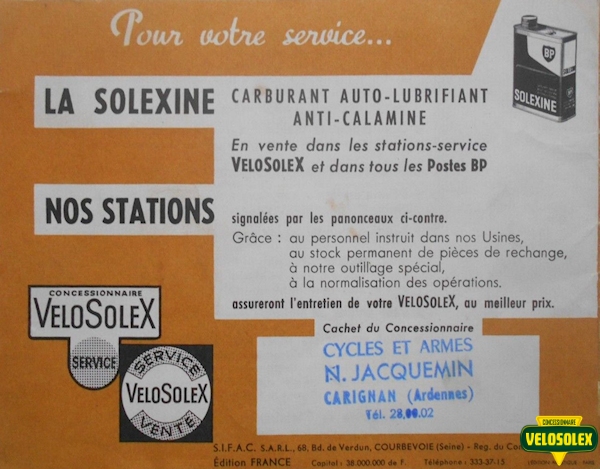 Pour votre service...
BP
SOLEXINE
LA SOLEXINE
CARBURANT AUTO-LUBRIFIANT
ANTI-CALAMINE
En vente dans les stations-service
VELOSOLEX et dans tous les Postes BP
NOS STATIONS
signalées par les panonceaux ci-contre.
Grâce : au personnel instruit dans nos Usines,
au stock permanent de pièces de rechange,
à notre outillage spécial,
à la normalisation des opérations.
assureront l'entretien de votre VELOSOLEX, au meilleur prix.
CONCESSIONNAIRE
VELOSOLEX
SERVICE
SERVICE
VELOSOLEX
VENTE
Cachet du Concessionnaire
CYCLES ET ARMES
N. JACQUEMIN
CARIGNAN (Ardennes)
Tél. 28.00.02
S.I.F.A.C. S.A.R.L., 68, Bd. de Verdun, COURBEVOIE (Seine) - Reg. du Co
Édition FRANCE Capital : 38.000.000 de F. Téléphone : 333-37-15
CONCESSIONNAIRE
VELOSOLEX